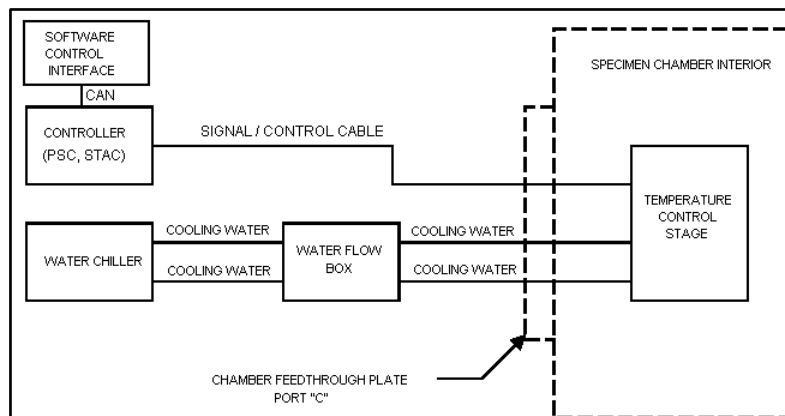 SOFTWARE
CONTROL
INTERFACE
CAN
CONTROLLER
(PSC, STAC)
SIGNAL / CONTROL CABLE
SPECIMEN CHAMBER INTERIOR
TEMPERATURE
CONTROL
STAGE
WATER CHILLER
COOLING WATER
COOLING WATER
WATER FLOW
BOX
COOLING WATER
COOLING WATER
CHAMBER FEEDTHROUGH PLATE
PORT "C"